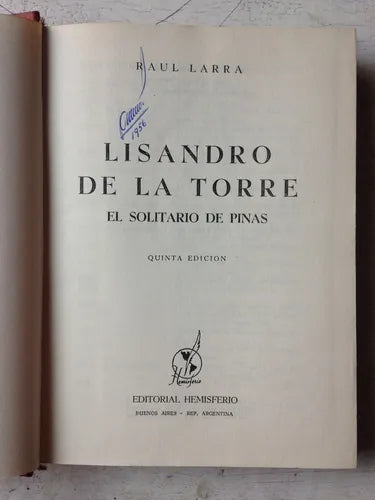 RAUL LARRA
1956
LISANDRO
DE LA TORRE
EL SOLITARIO DE PINAS
QUINTA EDICION
Hemisferio
EDITORIAL HEMISFERIO
BUENOS AIRES - REP. ARGENTINA